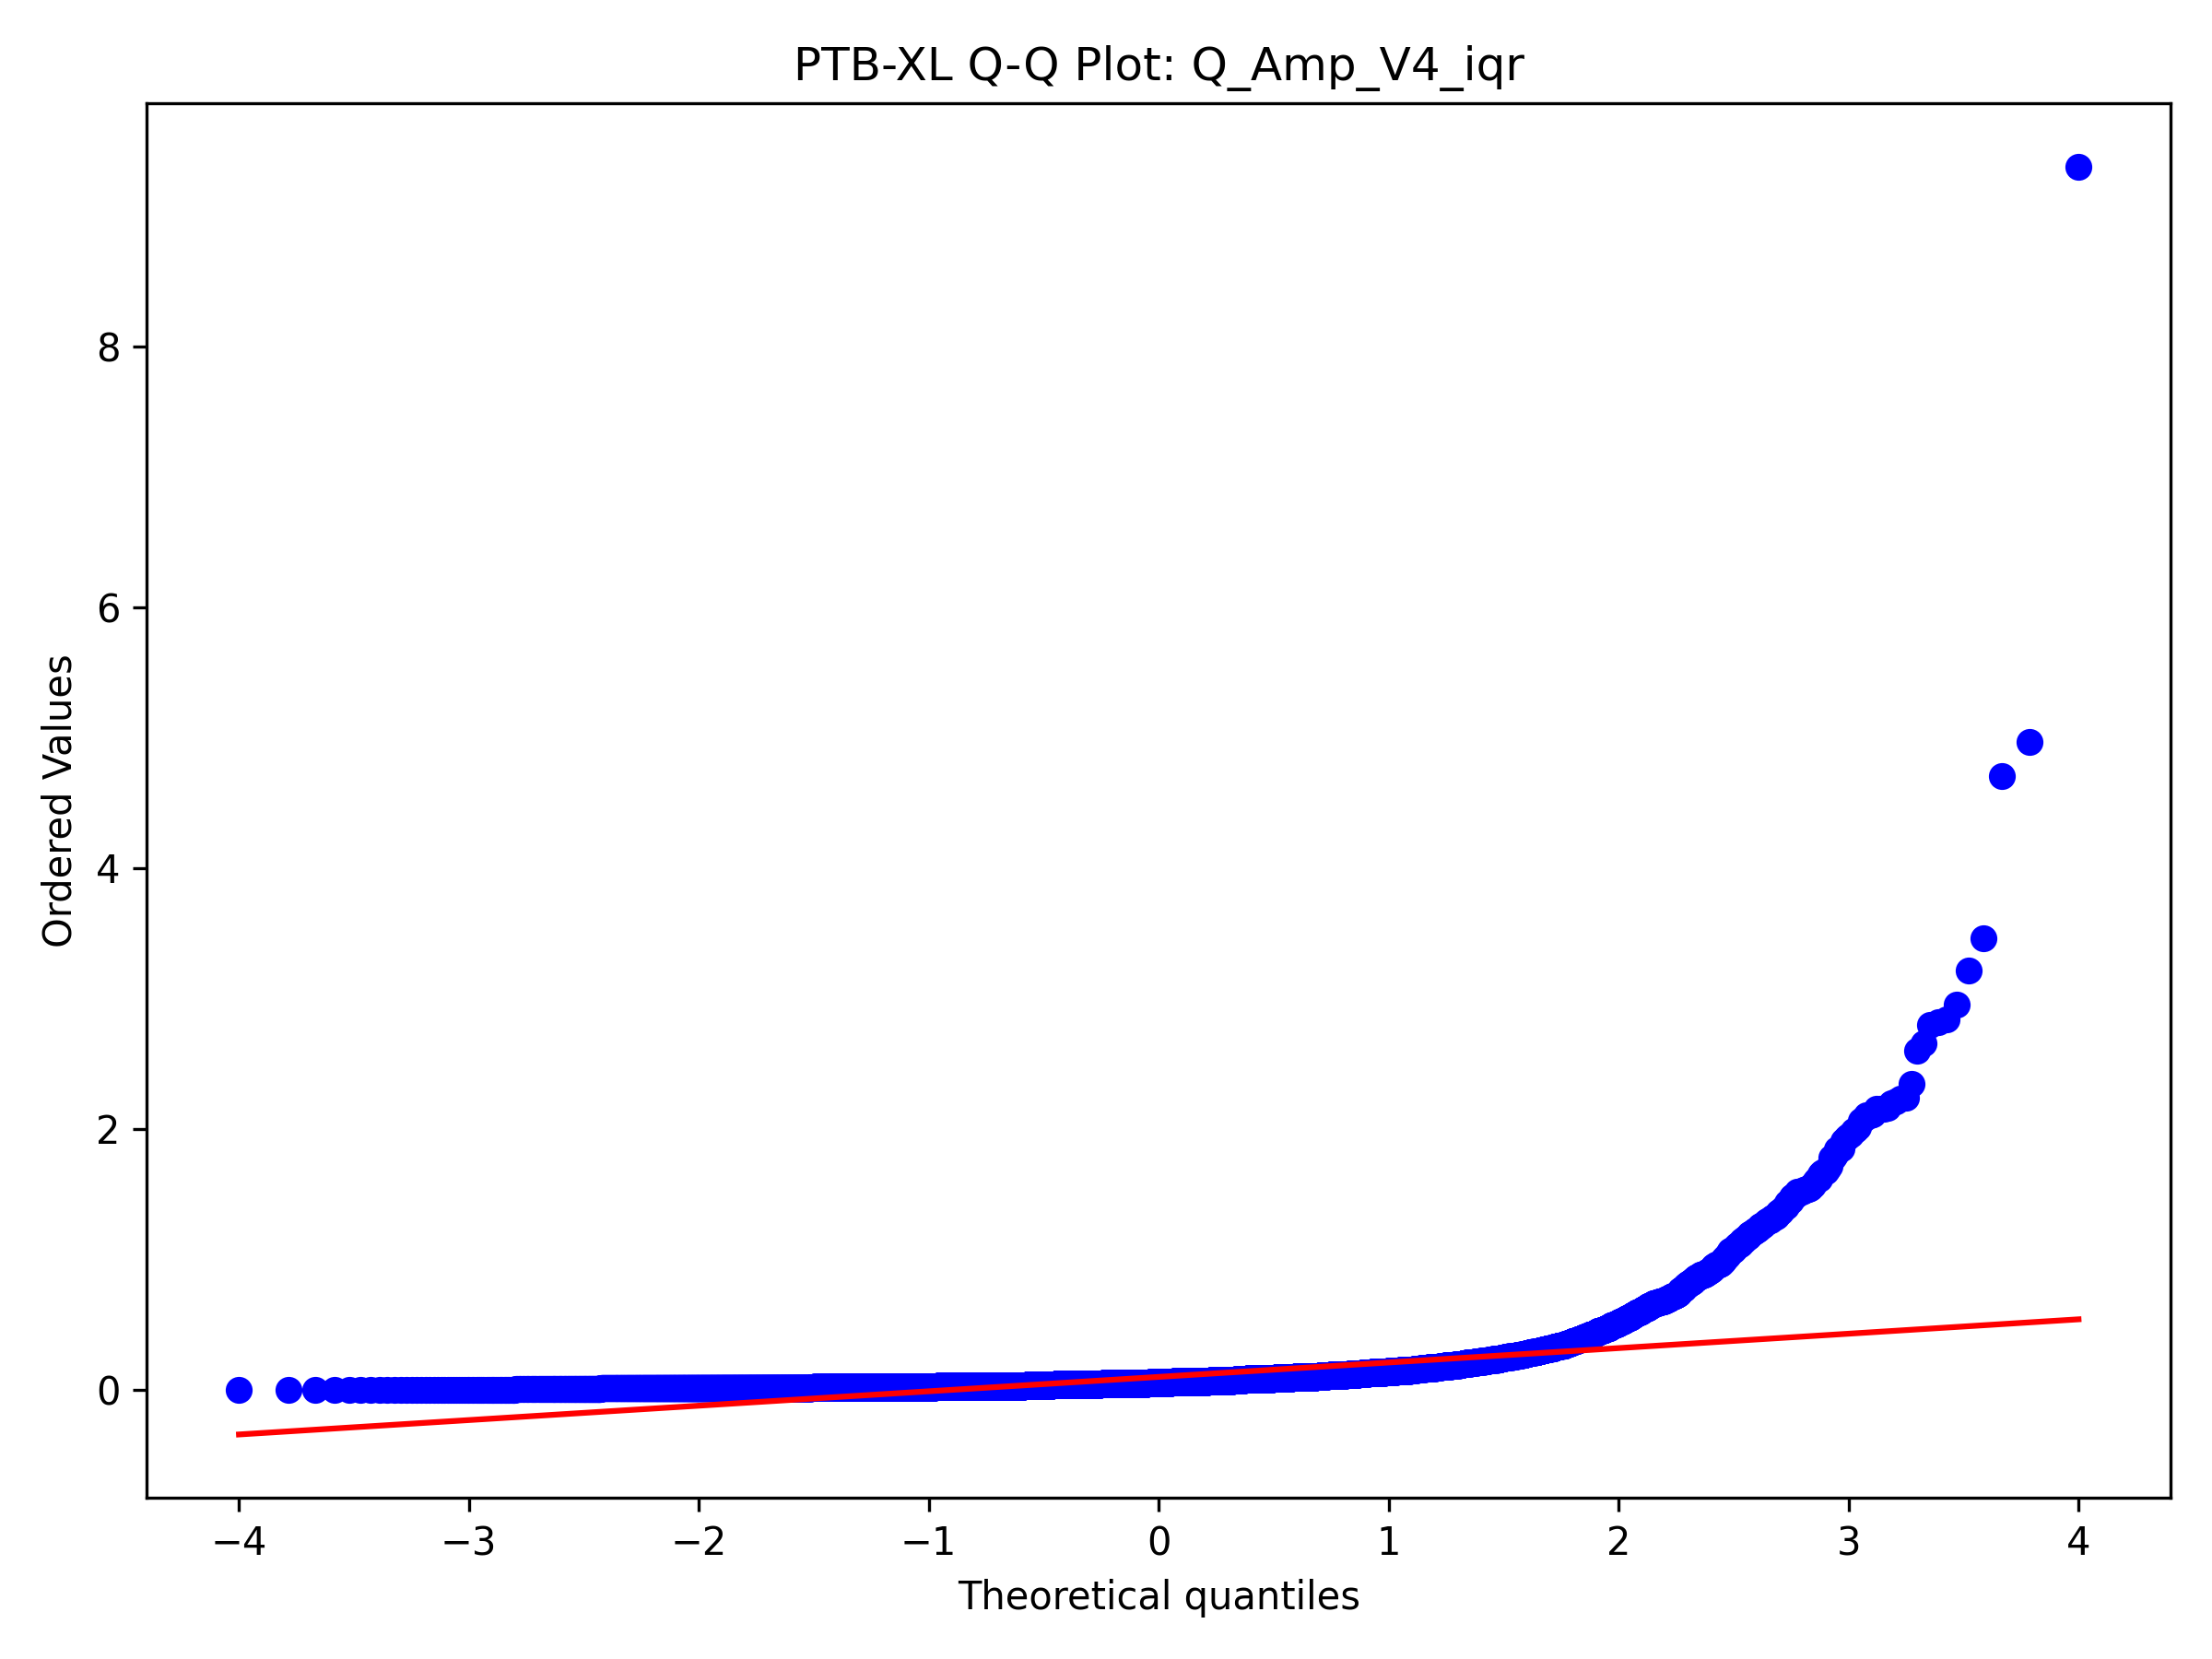 PTB-XL Q-Q Plot: Q_Amp_V4_iqr
Ordered Values
8
6
4
2
0
−4 −3 −2 −1 0 1 2 3 4
Theoretical quantiles